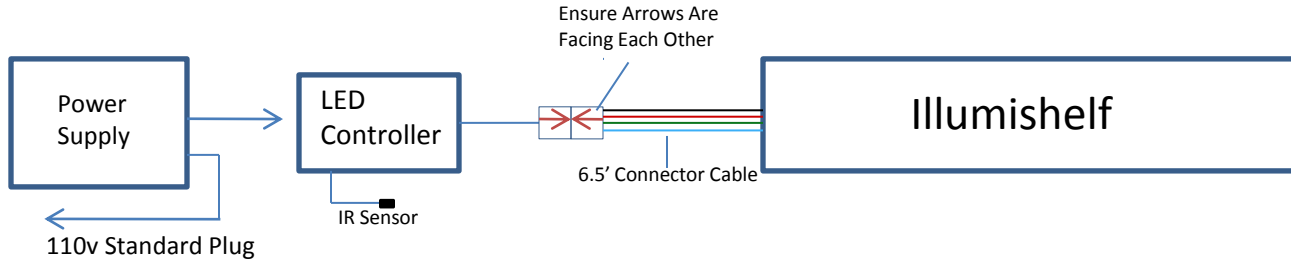 Ensure Arrows Are
Facing Each Other
Power
Supply
LED
Controller
Illumishelf
6.5’ Connector Cable
IR Sensor
110v Standard Plug